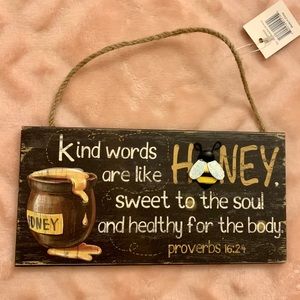 Kind words
are like HONEY,
sweet to the soul
and healthy for the body.
proverbs 16:24
HONEY